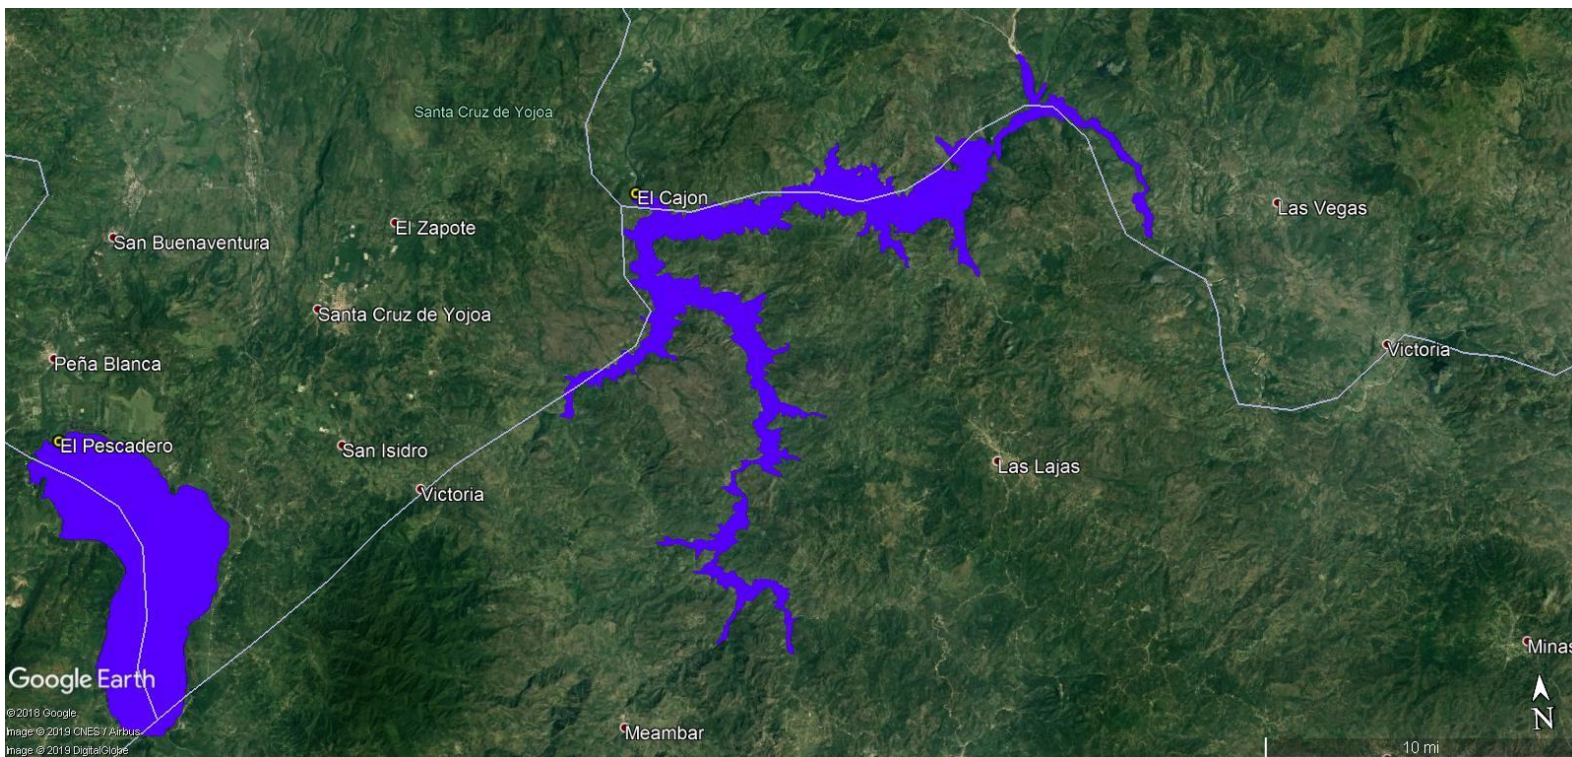 Santa Cruz de Yojoa
El Cajon
Las Vegas
San Buenaventura
El Zapote
Santa Cruz de Yojoa
Peña Blanca
Victoria
El Pescadero
San Isidro
Las Lajas
Victoria
Minas
Google Earth
© 2018 Google
Image © 2019 CNES / Airbus
Image © 2019 DigitalGlobe
Meambar
N
10 mi